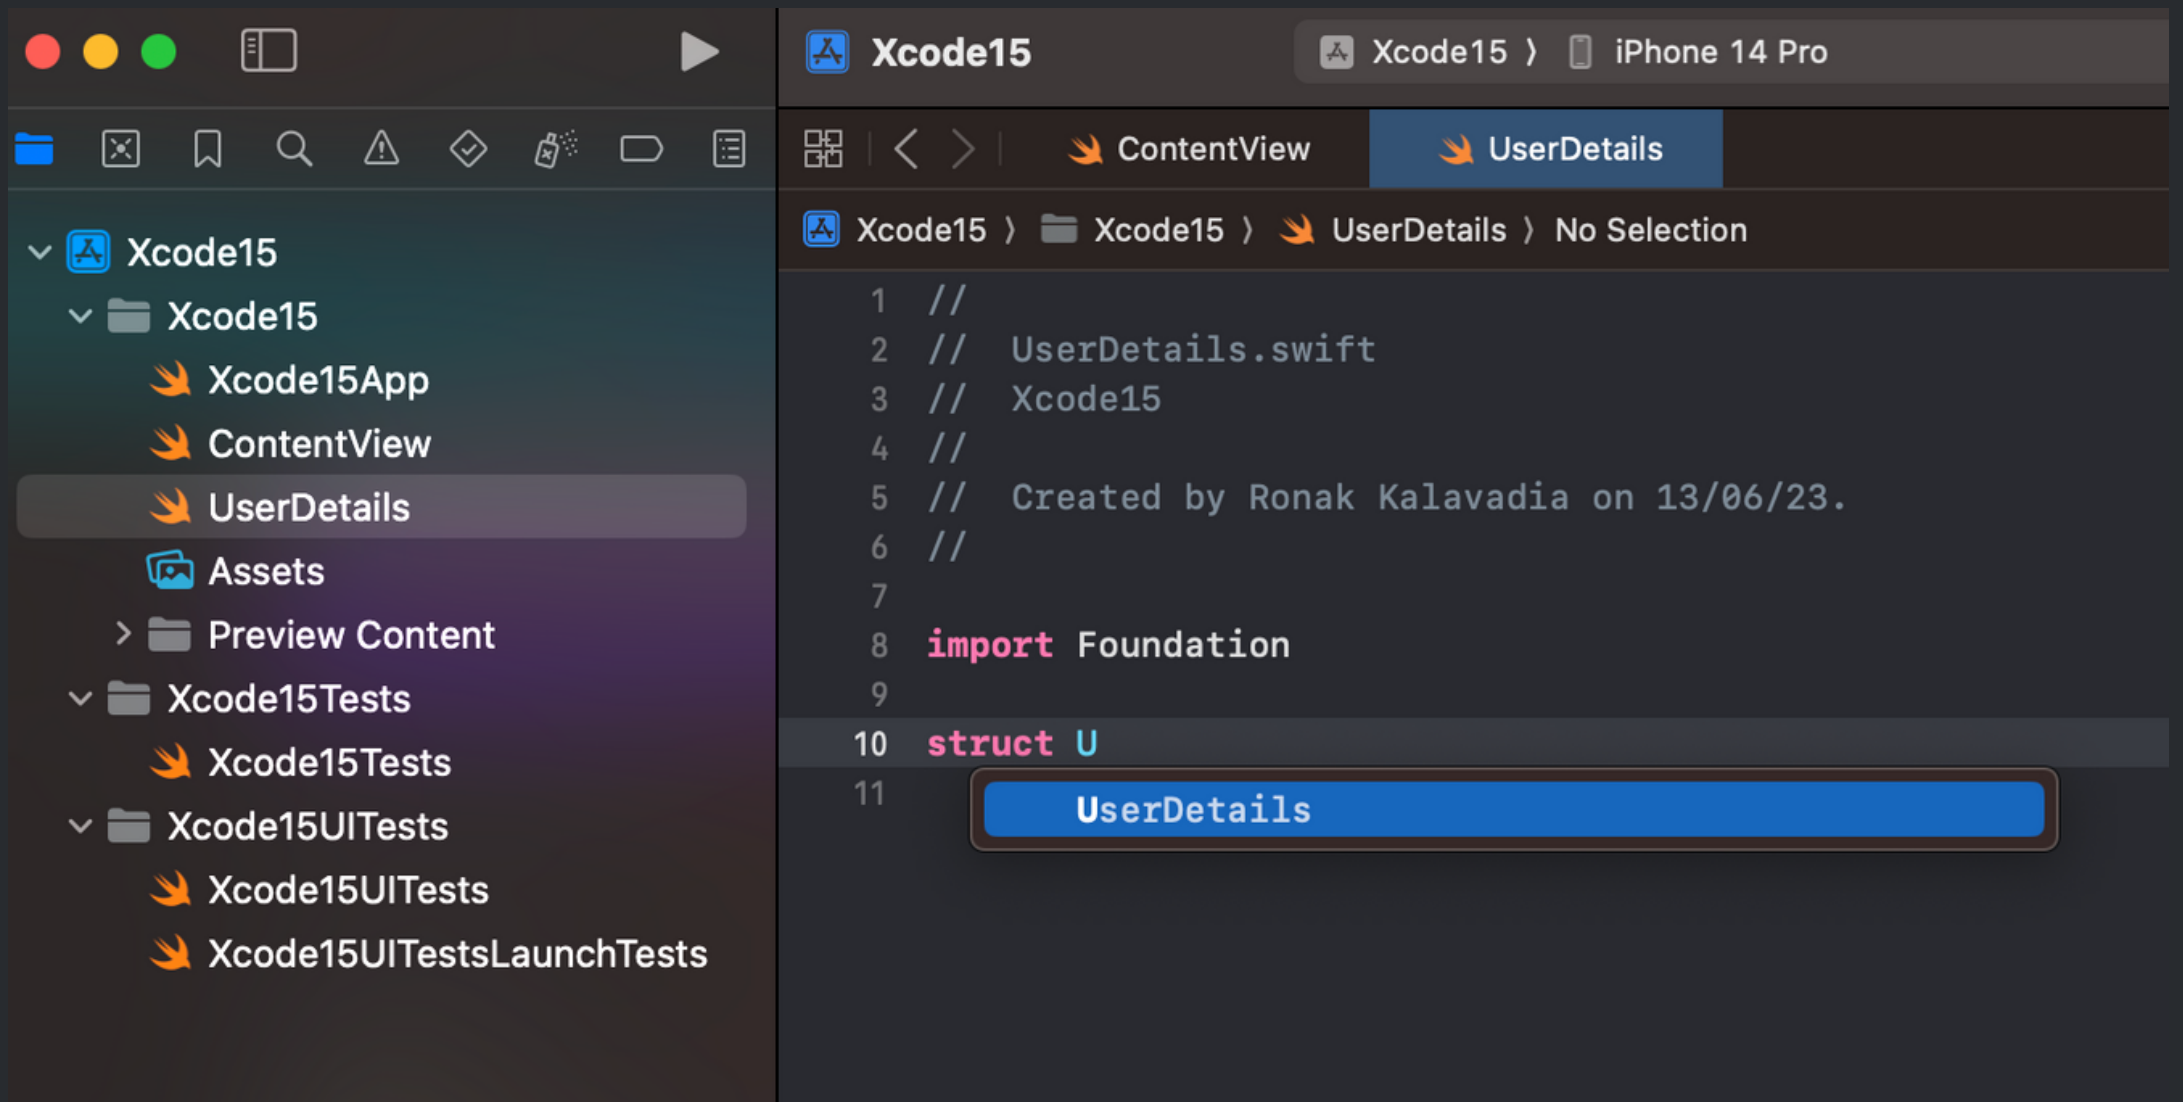 Xcode15
Xcode15 ⟩ iPhone 14 Pro
ContentView
UserDetails
Xcode15 ⟩ Xcode15 ⟩ UserDetails ⟩ No Selection
Xcode15
Xcode15
Xcode15App
ContentView
UserDetails
Assets
Preview Content
Xcode15Tests
Xcode15Tests
Xcode15UITests
Xcode15UITests
Xcode15UITestsLaunchTests
1 //
2 //  UserDetails.swift
3 //  Xcode15
4 //
5 //  Created by Ronak Kalavadia on 13/06/23.
6 //
7
8 import Foundation
9
10 struct U
11
UserDetails